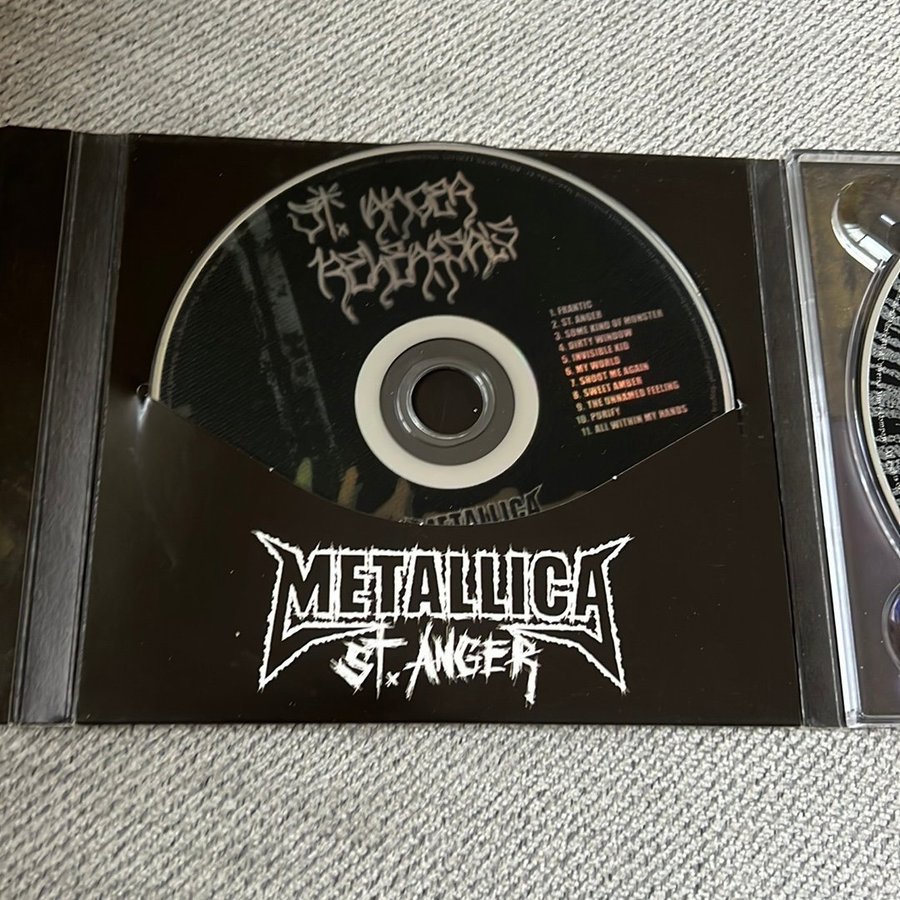 ST. ANGER
REHEARSALS
1. FRANTIC
2. ST. ANGER
3. SOME KIND OF MONSTER
4. DIRTY WINDOW
5. INVISIBLE KID
6. MY WORLD
7. SHOOT ME AGAIN
8. SWEET AMBER
9. THE UNNAMED FEELING
10. PURIFY
11. ALL WITHIN MY HANDS
METALLICA
METALLICA
ST. ANGER